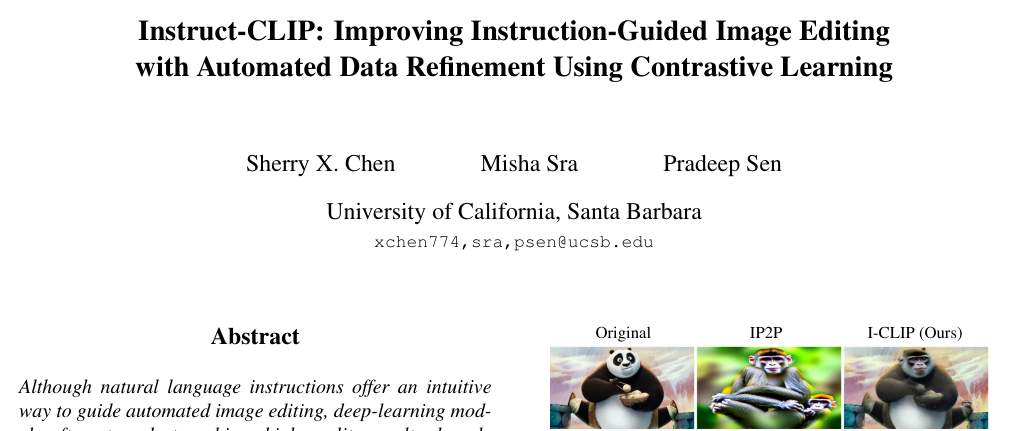 Instruct-CLIP: Improving Instruction-Guided Image Editing
with Automated Data Refinement Using Contrastive Learning
Sherry X. Chen Misha Sra Pradeep Sen
University of California, Santa Barbara
xchen774,sra,psen@ucsb.edu
Abstract
Although natural language instructions offer an intuitive
way to guide automated image editing, deep-learning mod-
Original IP2P I-CLIP (Ours)